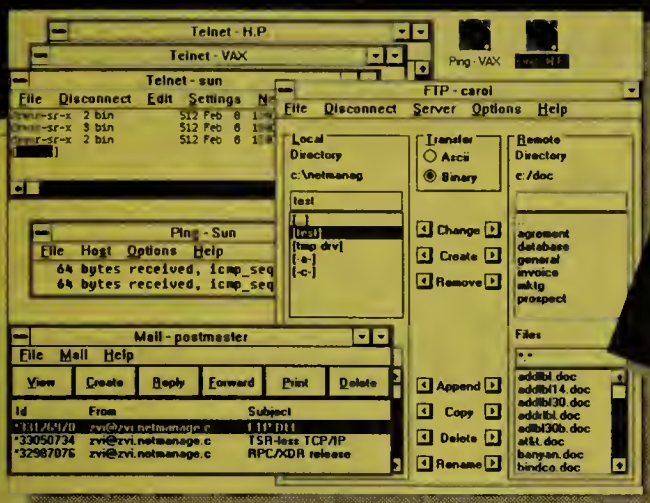 Telnet - H.P
Telnet - VAX
Telnet - sun
File Disconnect Edit Settings
2 bin 512 Feb 8
3 bin 512 Feb 6
2 bin 512 Feb 6
Ping - VAX
Ping - Sun
File Host Options Help
64 bytes received, icmp_seq
64 bytes received, icmp_seq
FTP - carol
File Disconnect Server Options Help
Local
Directory
c:\netmanag
test
[..]
[test]
[tmp drv]
[-a-]
[-c-]
Transfer
Ascii
Binary
Change
Create
Remove
Append
Copy
Delete
Rename
Remote
Directory
e:/doc
..
agrement
database
general
invoice
mktg
prospect
Files
*.*
addlbl.doc
addlbl14.doc
addlbl30.doc
addrlbl.doc
adlbl30b.doc
at&t.doc
banyan.doc
bindco.doc
Mail - postmaster
File Mail Help
View Create Reply Forward Print Delete
Id From Subject
*33126970 zvi@zvi.netmanage.c FTP DLL
*33050734 zvi@zvi.netmanage.c TSR-less TCP/IP
*32987076 zvi@zvi.netmanage.c RPC/XDR release